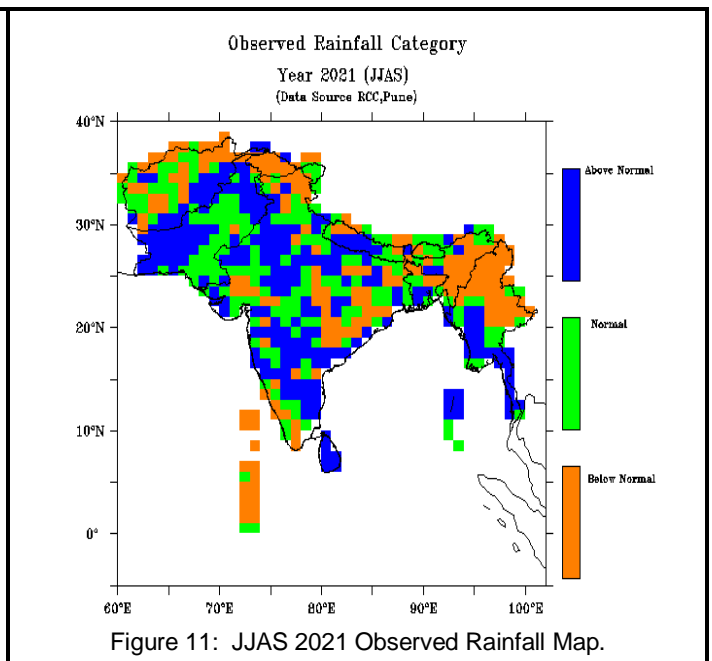 Observed Rainfall Category
Year 2021 (JJAS)
(Data Source RCC,Pune)
40°N
30°N
20°N
10°N
0°
60°E 70°E 80°E 90°E 100°E
Above Normal
Normal
Below Normal
Figure 11: JJAS 2021 Observed Rainfall Map.